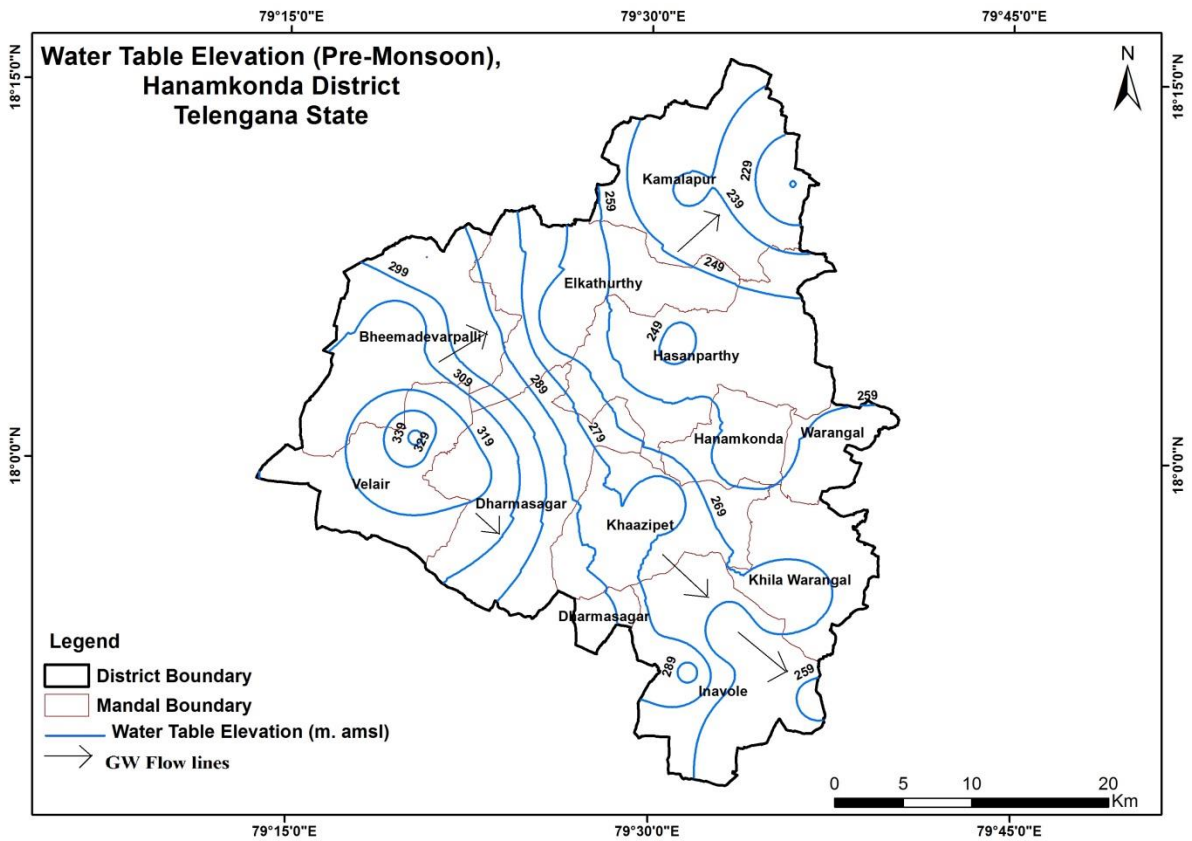 79°15'0"E
79°30'0"E
79°45'0"E
Water Table Elevation (Pre-Monsoon),
Hanamkonda District
Telengana State
N
18°15'0"N
18°15'0"N
229
Kamalapur
239
259
249
299
Elkathurthy
249
Bheemadevarpalli
Hasanparthy
309
289
259
339
329
319
279
Hanamkonda
Warangal
18°0'0"N
18°0'0"N
Velair
Dharmasagar
269
Khaazipet
Khila Warangal
Dharmasagar
289
259
Inavole
Legend
District Boundary
Mandal Boundary
Water Table Elevation (m. amsl)
GW Flow lines
0 5 10 20
Km
79°15'0"E
79°30'0"E
79°45'0"E